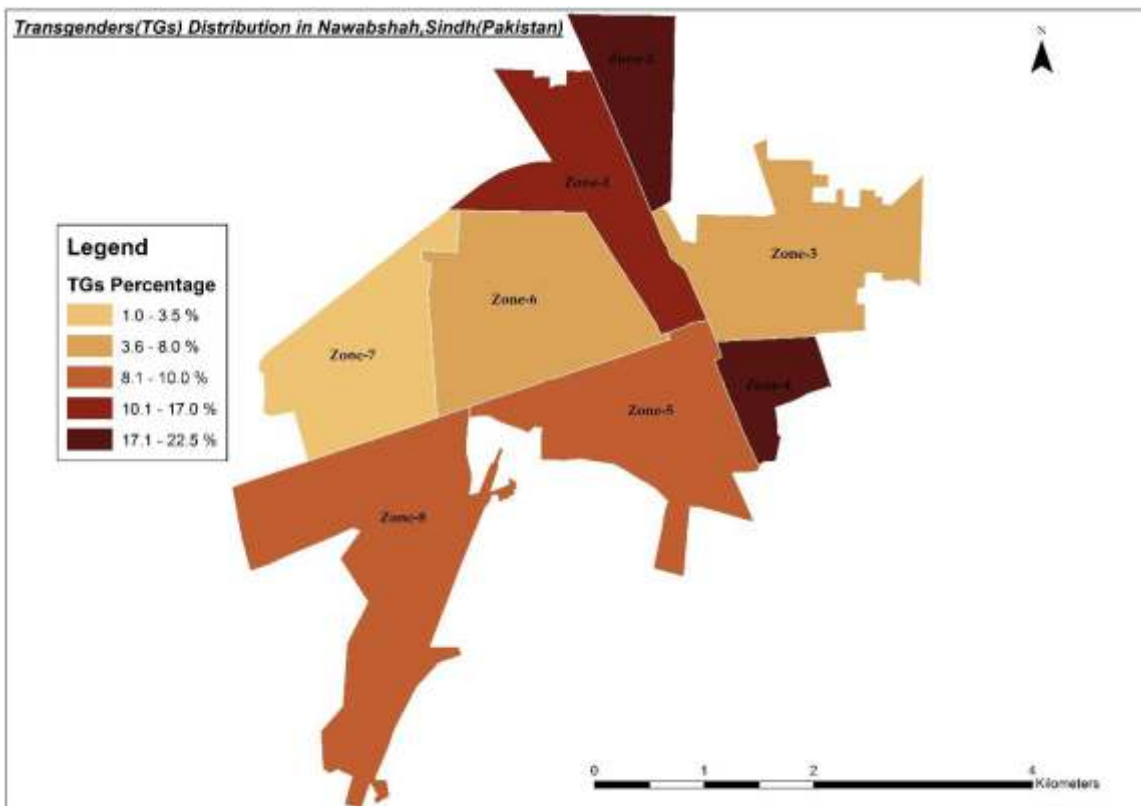 Transgenders(TGs) Distribution in Nawabshah,Sindh(Pakistan)
N
Zone-3
Zone-6
Zone-7
Zone-5
Zone-8
Legend
TGs Percentage
1.0 - 3.5 %
3.6 - 8.0 %
8.1 - 10.0 %
10.1 - 17.0 %
17.1 - 22.5 %
0 1 2 4
Kilometers